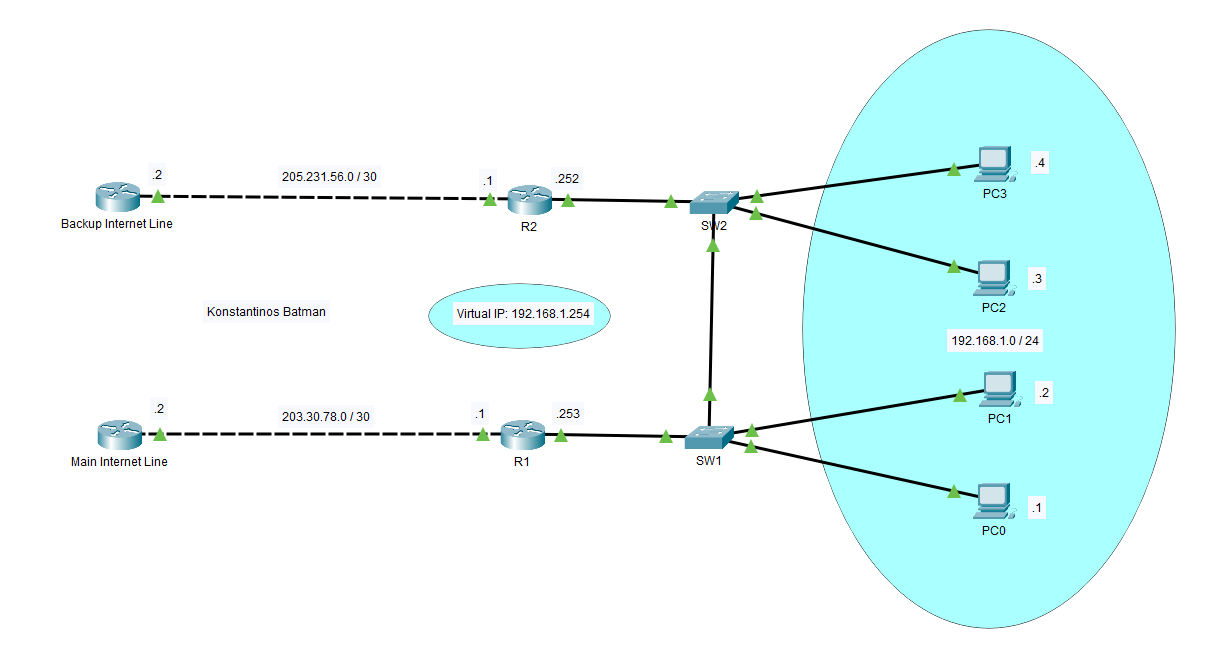 .4
PC3
.2
205.231.56.0 / 30
.1
.252
Backup Internet Line
R2
SW2
.3
PC2
Konstantinos Batman
Virtual IP: 192.168.1.254
192.168.1.0 / 24
.2
PC1
.2
203.30.78.0 / 30
.1
.253
Main Internet Line
R1
SW1
.1
PC0